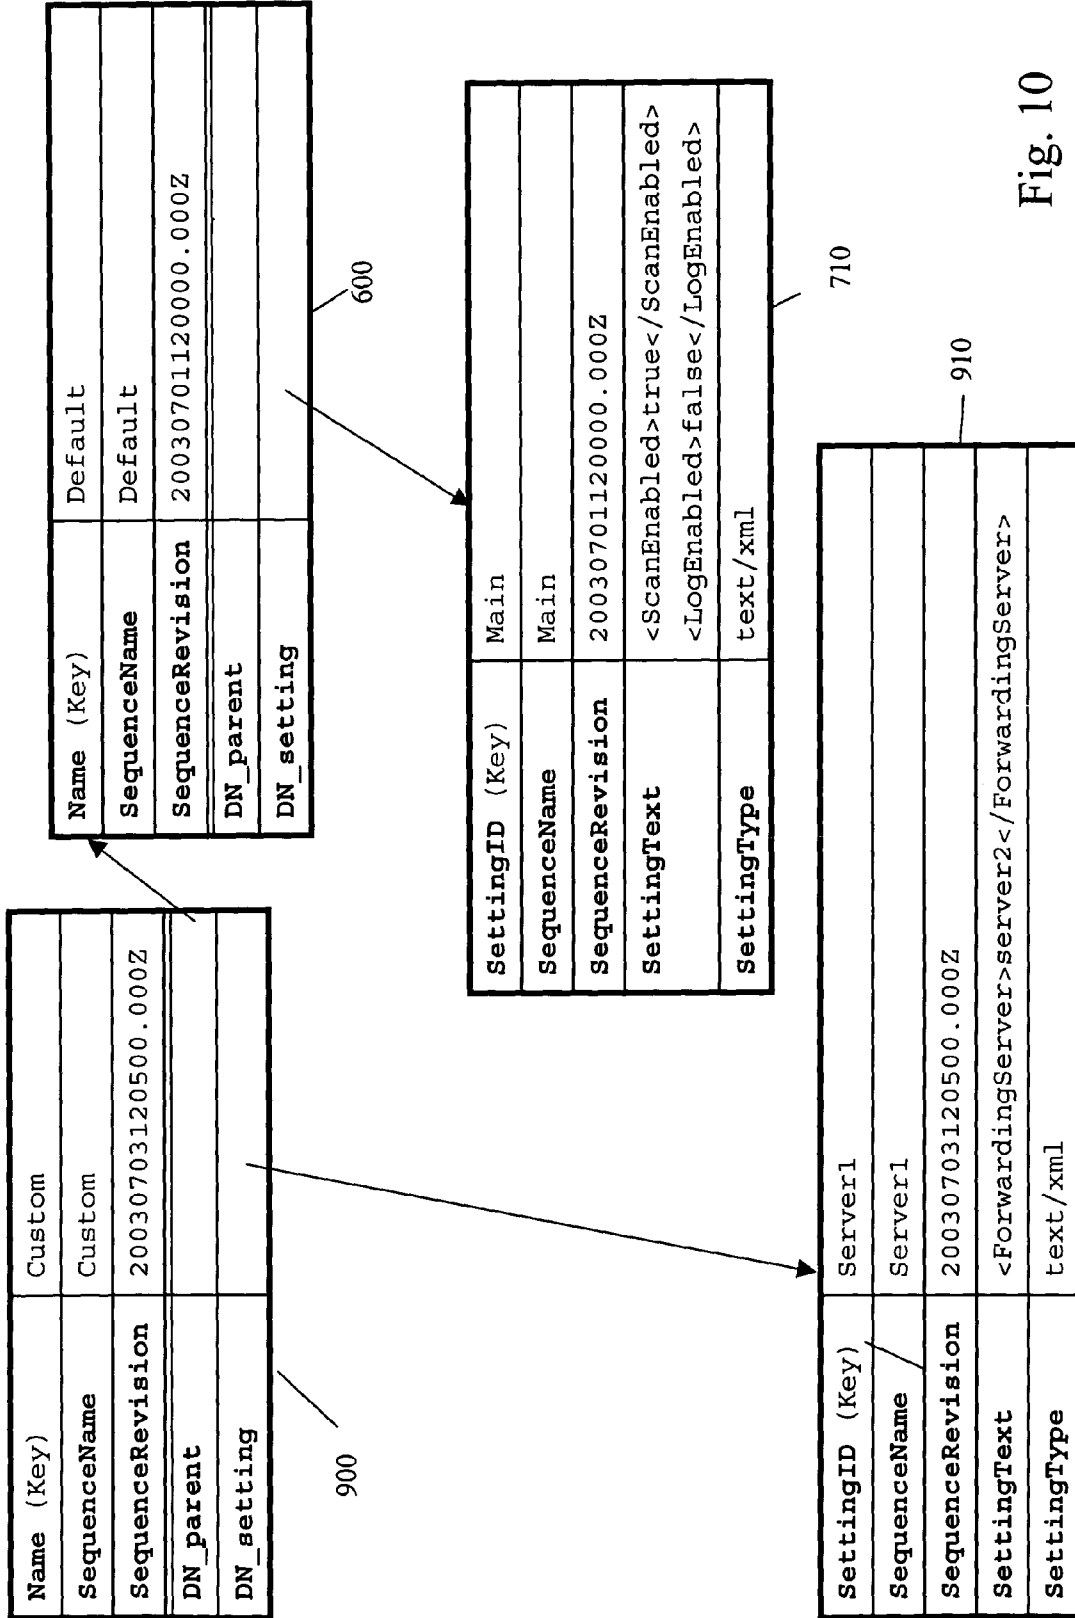 Name (Key) Custom
SequenceName Custom
SequenceRevision 20030703120500.000Z
DN_parent
DN_setting
900
Name (Key) Default
SequenceName Default
SequenceRevision 20030701120000.000Z
DN_parent
DN_setting
600
SettingID (Key) Main
SequenceName Main
SequenceRevision 20030701120000.000Z
SettingText <ScanEnabled>true</ScanEnabled>
<LogEnabled>false</LogEnabled>
SettingType text/xml
710
SettingID (Key) Server1
SequenceName Server1
SequenceRevision 20030703120500.000Z
SettingText <ForwardingServer>server2</ForwardingServer>
SettingType text/xml
910
Fig. 10